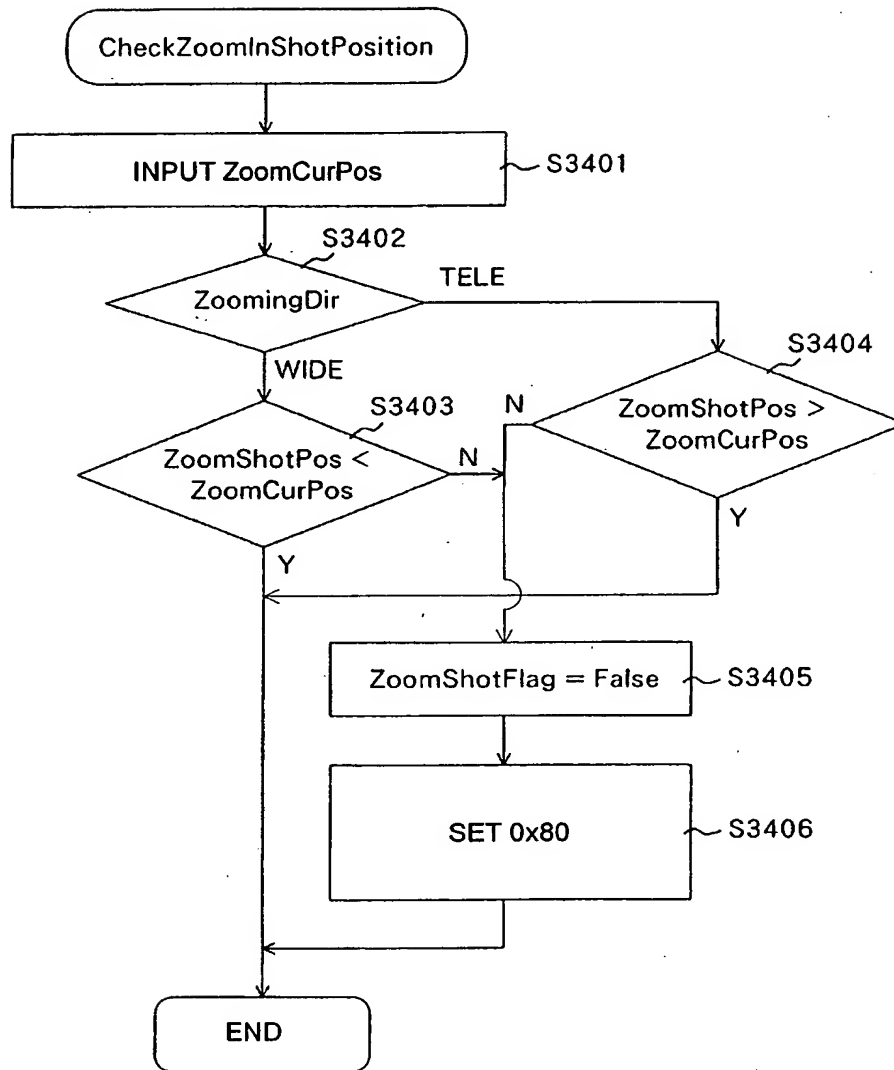 CheckZoomInShotPosition
INPUT ZoomCurPos
S3401
S3402
ZoomingDir
TELE
WIDE
S3404
ZoomShotPos >
ZoomCurPos
N
Y
S3403
ZoomShotPos <
ZoomCurPos
N
Y
ZoomShotFlag = False
S3405
SET 0x80
S3406
END